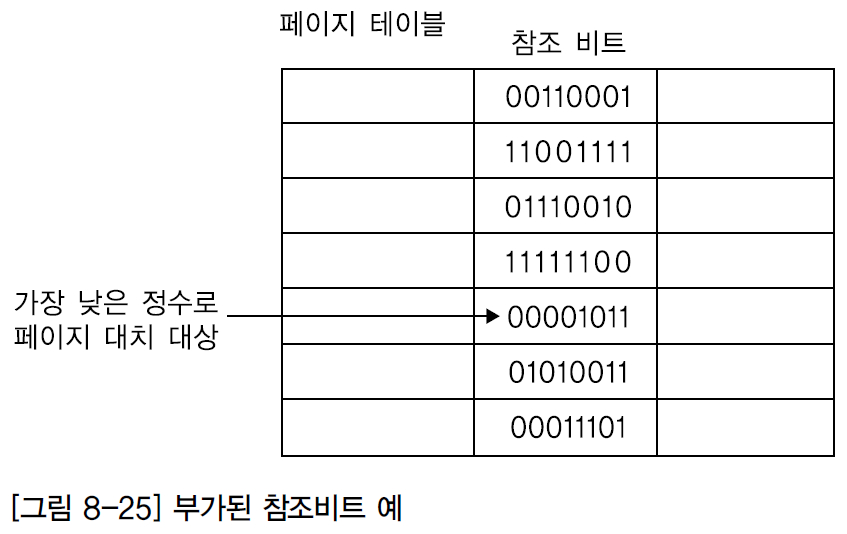 페이지 테이블
참조 비트
00110001
11001111
01110010
11111100
가장 낮은 정수로
페이지 대치 대상
00001011
01010011
00011101
[그림 8-25] 부가된 참조비트 예